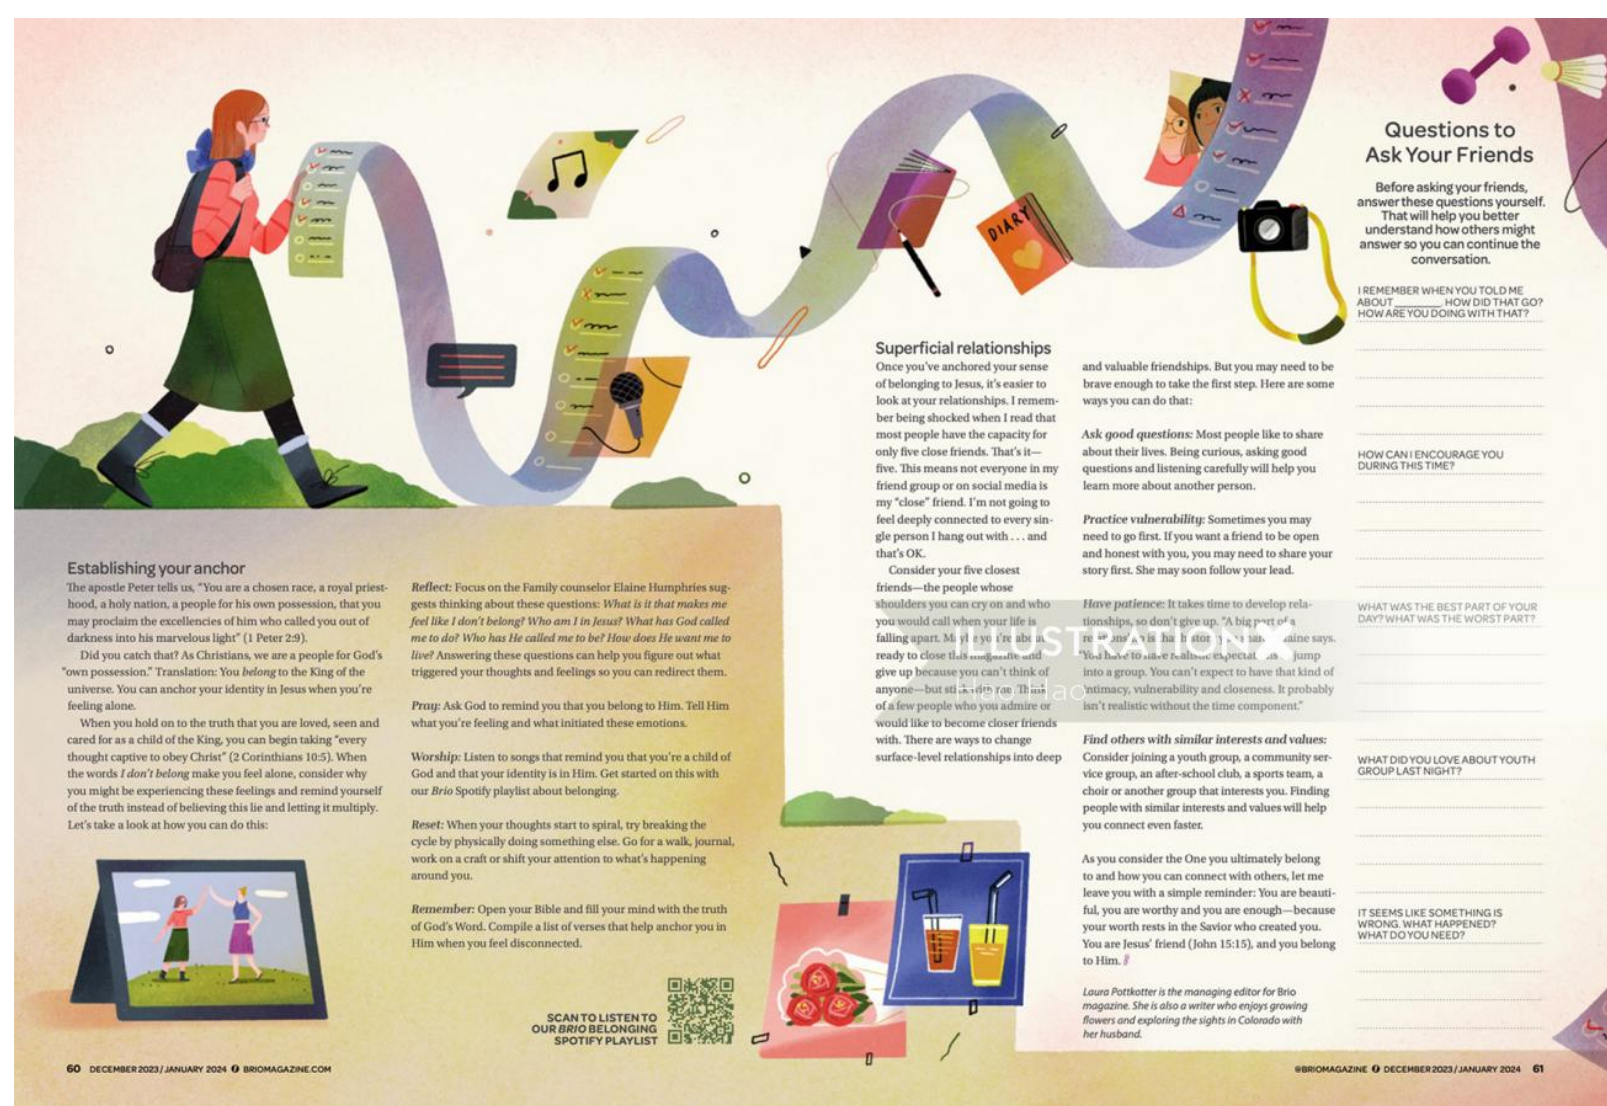 DIARY
Establishing your anchor
The apostle Peter tells us, “You are a chosen race, a royal priest-
hood, a holy nation, a people for his own possession, that you
may proclaim the excellencies of him who called you out of
darkness into his marvelous light” (1 Peter 2:9).
Did you catch that? As Christians, we are a people for God’s
“own possession.” Translation: You belong to the King of the
universe. You can anchor your identity in Jesus when you’re
feeling alone.
When you hold on to the truth that you are loved, seen and
cared for as a child of the King, you can begin taking “every
thought captive to obey Christ” (2 Corinthians 10:5). When
the words I don’t belong make you feel alone, consider why
you might be experiencing these feelings and remind yourself
of the truth instead of believing this lie and letting it multiply.
Let’s take a look at how you can do this:
Reflect: Focus on the Family counselor Elaine Humphries sug-
gests thinking about these questions: What is it that makes me
feel like I don’t belong? Who am I in Jesus? What has God called
me to do? Who has He called me to be? How does He want me to
live? Answering these questions can help you figure out what
triggered your thoughts and feelings so you can redirect them.
Pray: Ask God to remind you that you belong to Him. Tell Him
what you’re feeling and what initiated these emotions.
Worship: Listen to songs that remind you that you’re a child of
God and that your identity is in Him. Get started on this with
our Brio Spotify playlist about belonging.
Reset: When your thoughts start to spiral, try breaking the
cycle by physically doing something else. Go for a walk, journal,
work on a craft or shift your attention to what’s happening
around you.
Remember: Open your Bible and fill your mind with the truth
of God’s Word. Compile a list of verses that help anchor you in
Him when you feel disconnected.
SCAN TO LISTEN TO
OUR BRIO BELONGING
SPOTIFY PLAYLIST
60 DECEMBER 2023/JANUARY 2024 BRIOMAGAZINE.COM
Superficial relationships
Once you’ve anchored your sense
of belonging to Jesus, it’s easier to
look at your relationships. I remem-
ber being shocked when I read that
most people have the capacity for
only five close friends. That’s it—
five. This means not everyone in my
friend group or on social media is
my “close” friend. I’m not going to
feel deeply connected to every sin-
gle person I hang out with . . . and
that’s OK.
Consider your five closest
friends—the people whose
shoulders you can cry on and who
you would call when your life is
falling apart. Maybe you’re about
ready to close this magazine and
give up because you can’t think of
anyone—but
of a few people who you admire or
would like to become closer friends
with. There are ways to change
surface-level relationships into deep
and valuable friendships. But you may need to be
brave enough to take the first step. Here are some
ways you can do that:
Ask good questions: Most people like to share
about their lives. Being curious, asking good
questions and listening carefully will help you
learn more about another person.
Practice vulnerability: Sometimes you may
need to go first. If you want a friend to be open
and honest with you, you may need to share your
story first. She may soon follow your lead.
Have patience: It takes time to develop rela-
tionships, so don’t give up. “A big part of
Elaine says.
“You have to have realistic expectations jump
into a group. You can’t expect to have that kind of
intimacy, vulnerability and closeness. It probably
isn’t realistic without the time component.”
Find others with similar interests and values:
Consider joining a youth group, a community ser-
vice group, an after-school club, a sports team, a
choir or another group that interests you. Finding
people with similar interests and values will help
you connect even faster.
As you consider the One you ultimately belong
to and how you can connect with others, let me
leave you with a simple reminder: You are beauti-
ful, you are worthy and you are enough—because
your worth rests in the Savior who created you.
You are Jesus’ friend (John 15:15), and you belong
to Him.
Laura Pottkotter is the managing editor for Brio
magazine. She is also a writer who enjoys growing
flowers and exploring the sights in Colorado with
her husband.
Questions to
Ask Your Friends
Before asking your friends,
answer these questions yourself.
That will help you better
understand how others might
answer so you can continue the
conversation.
I REMEMBER WHEN YOU TOLD ME
ABOUT ________. HOW DID THAT GO?
HOW ARE YOU DOING WITH THAT?
HOW CAN I ENCOURAGE YOU
DURING THIS TIME?
WHAT WAS THE BEST PART OF YOUR
DAY? WHAT WAS THE WORST PART?
WHAT DID YOU LOVE ABOUT YOUTH
GROUP LAST NIGHT?
IT SEEMS LIKE SOMETHING IS
WRONG. WHAT HAPPENED?
WHAT DO YOU NEED?
@BRIOMAGAZINE DECEMBER 2023/JANUARY 2024 61
ILLUSTRATIONX
Hao Hao